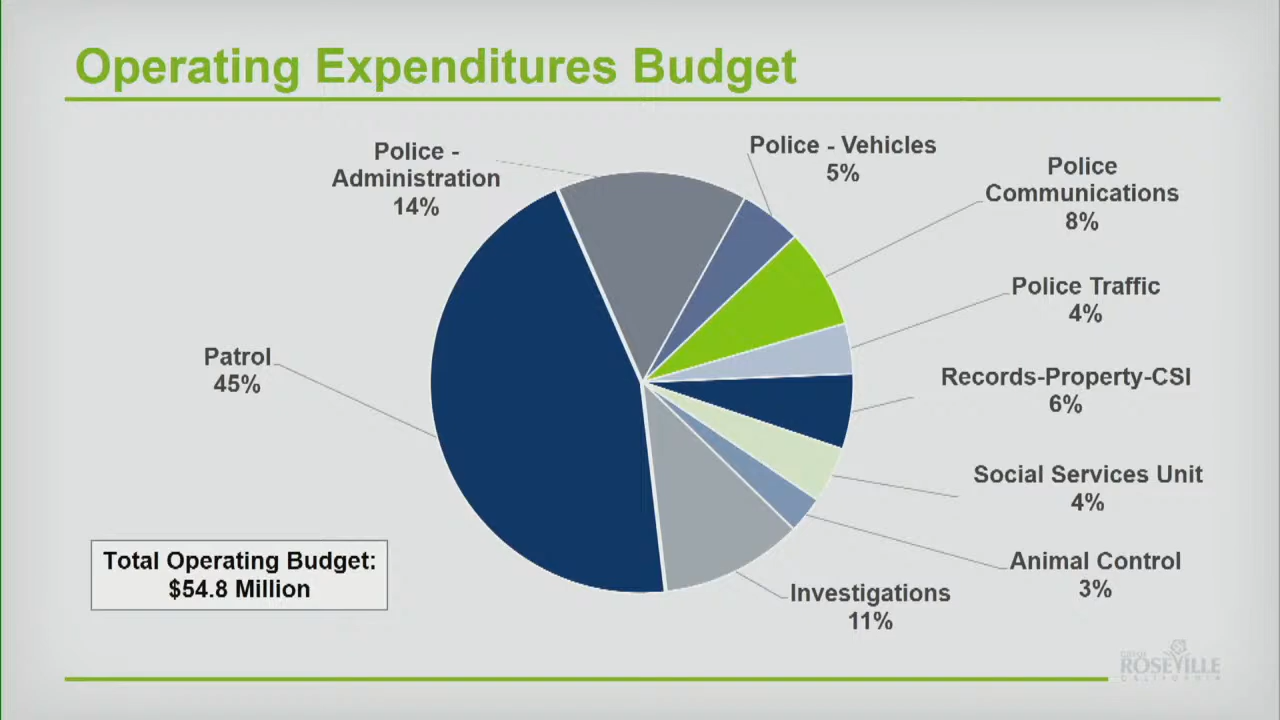 Operating Expenditures Budget
Police -
Administration
14%
Police - Vehicles
5%
Police
Communications
8%
Police Traffic
4%
Patrol
45%
Records-Property-CSI
6%
Social Services Unit
4%
Animal Control
3%
Investigations
11%
Total Operating Budget:
$54.8 Million
ROSEVILLE
CALIFORNIA